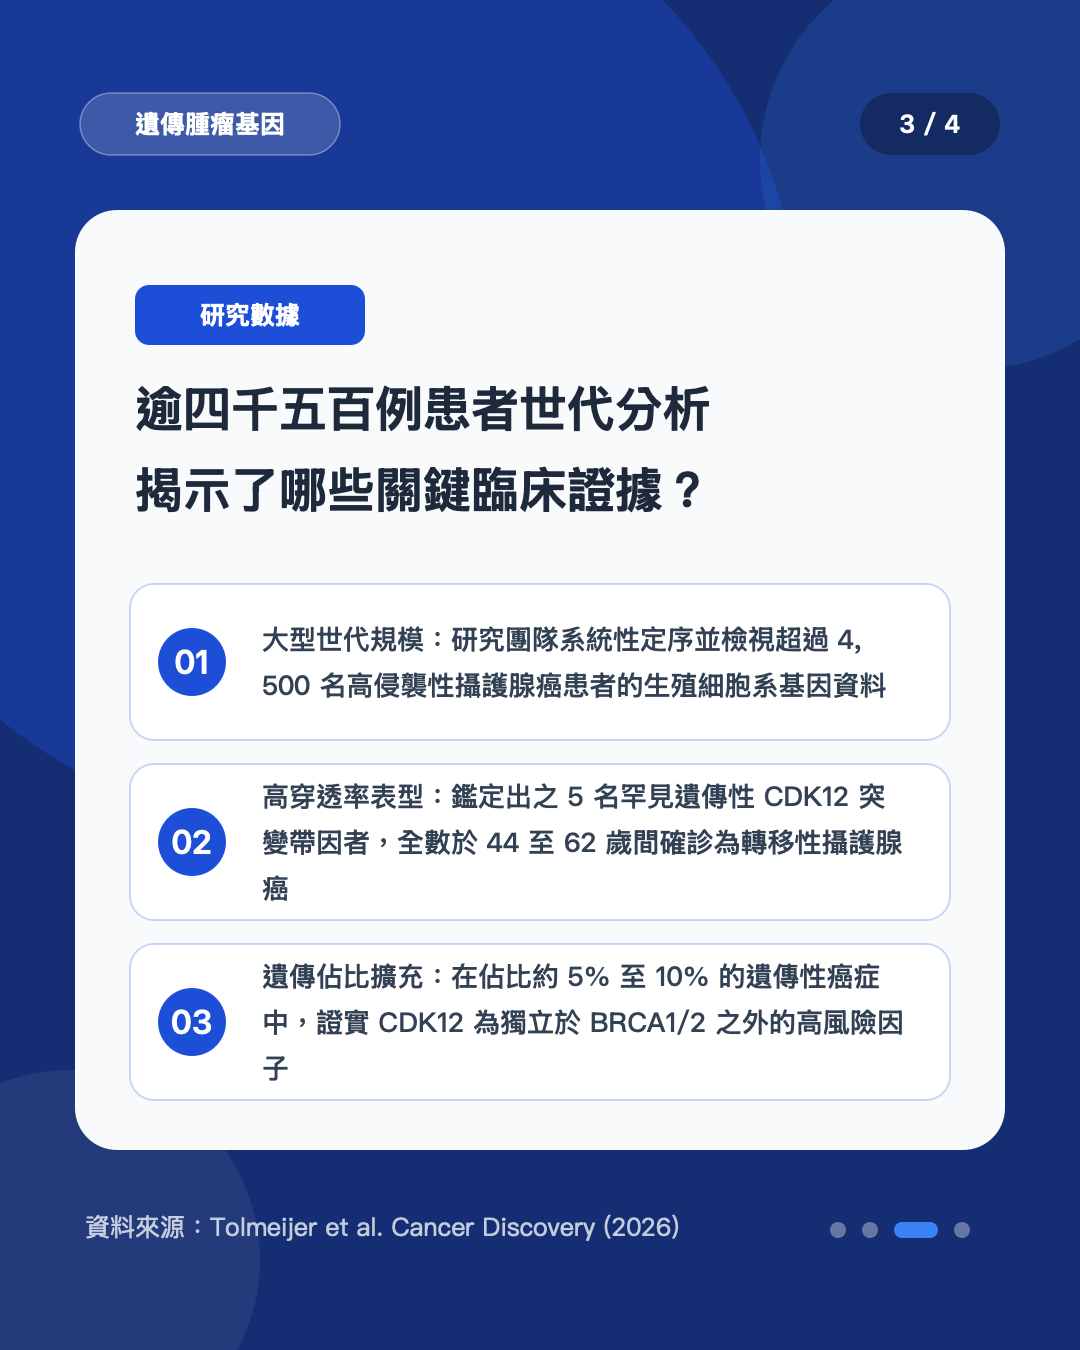 遺傳腫瘤基因
3 / 4
研究數據
逾四千五百例患者世代分析
揭示了哪些關鍵臨床證據？
01
大型世代規模：研究團隊系統性定序並檢視超過 4,
500 名高侵襲性攝護腺癌患者的生殖細胞系基因資料
02
高穿透率表型：鑑定出之 5 名罕見遺傳性 CDK12 突
變帶因者，全數於 44 至 62 歲間確診為轉移性攝護腺
癌
03
遺傳佔比擴充：在佔比約 5% 至 10% 的遺傳性癌症
中，證實 CDK12 為獨立於 BRCA1/2 之外的高風險因
子
資料來源：Tolmeijer et al. Cancer Discovery (2026)